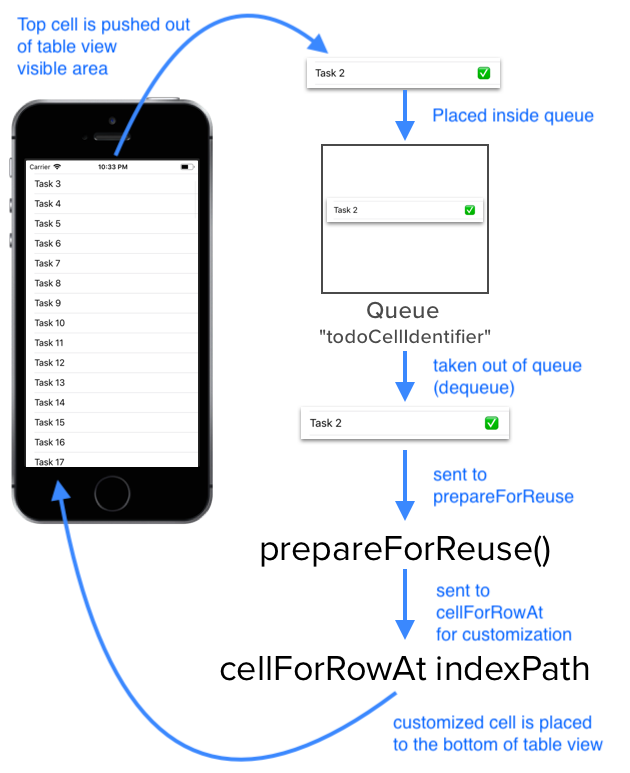 Top cell is pushed out
of table view
visible area
Task 2
Placed inside queue
Carrier
10:33 PM
Task 3
Task 4
Task 5
Task 6
Task 7
Task 8
Task 9
Task 10
Task 11
Task 12
Task 13
Task 14
Task 15
Task 16
Task 17
Task 2
Queue
"todoCellIdentifier"
taken out of queue
(dequeue)
Task 2
sent to
prepareForReuse
prepareForReuse()
sent to
cellForRowAt
for customization
cellForRowAt indexPath
customized cell is placed
to the bottom of table view